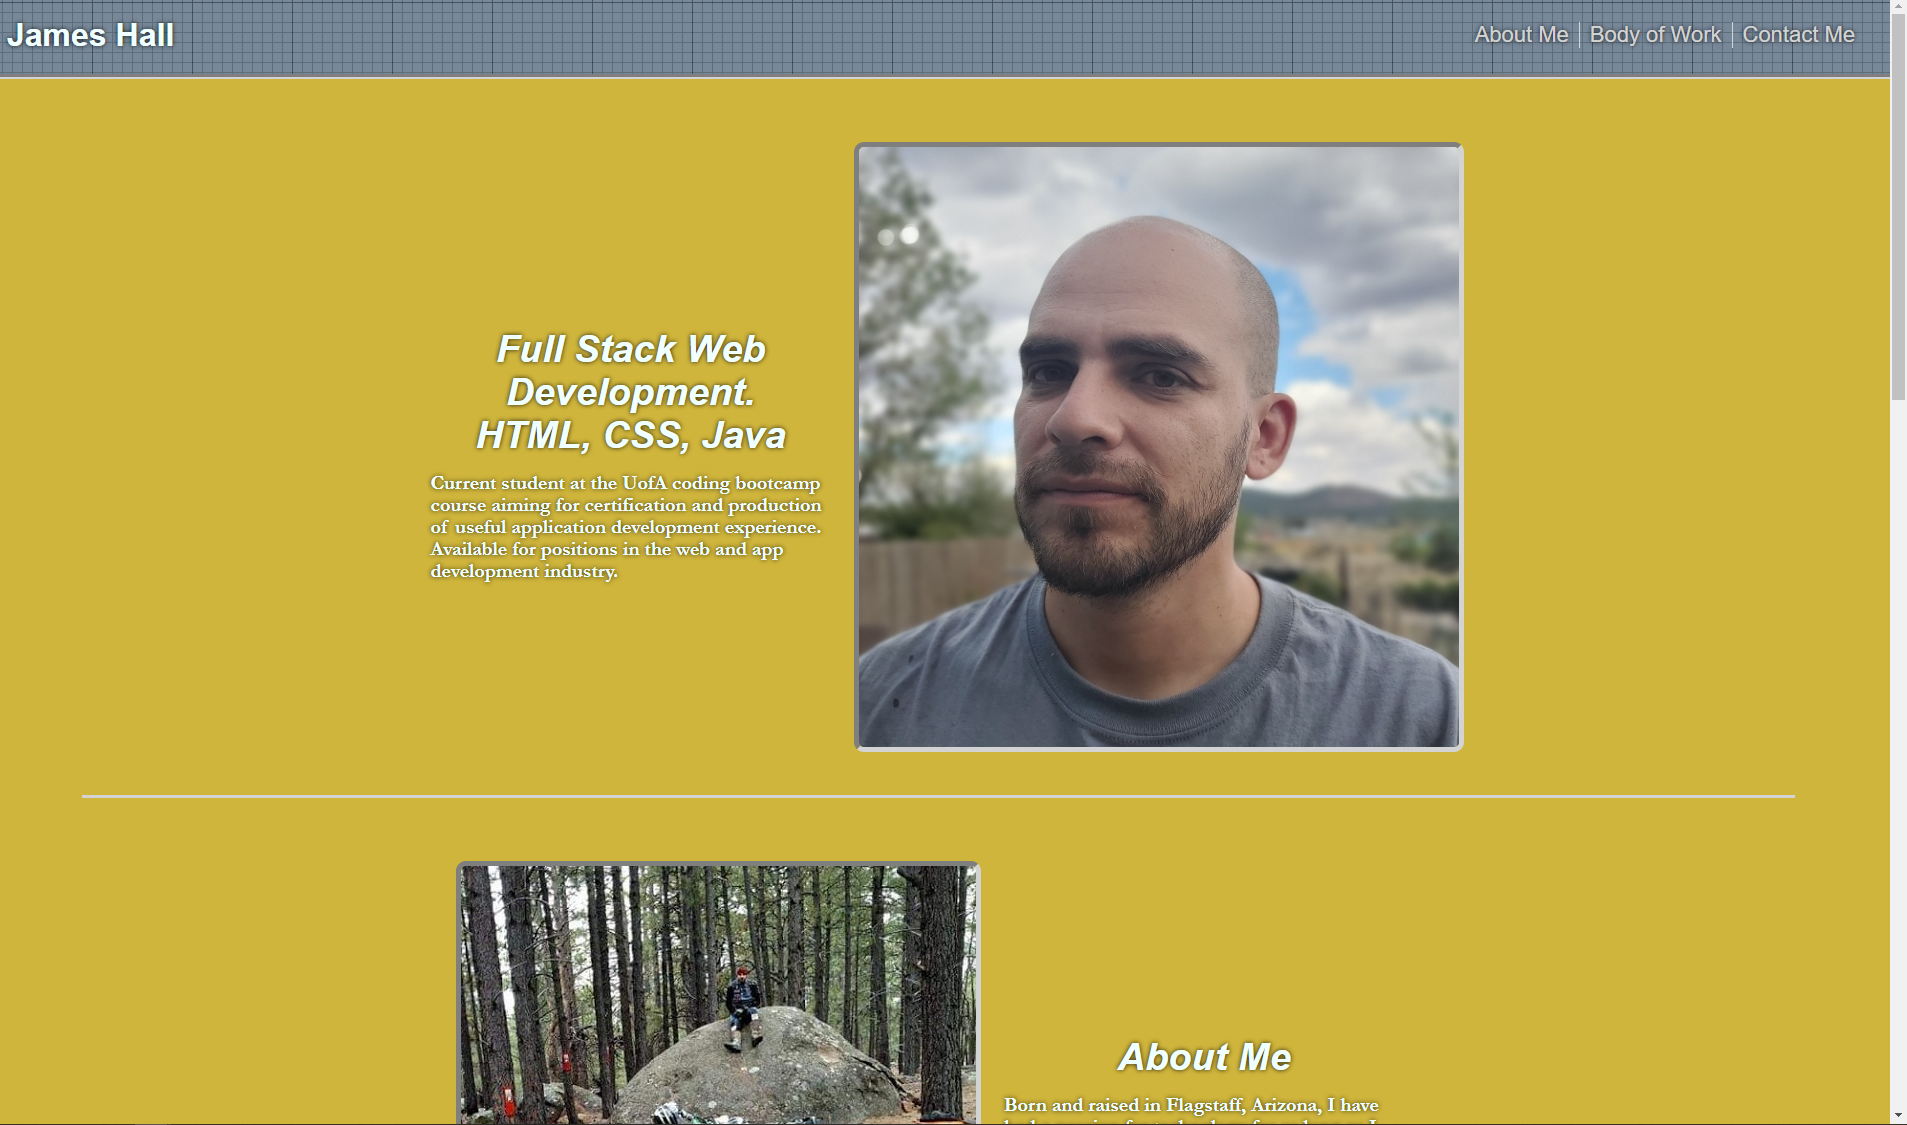 James Hall
About Me
Body of Work
Contact Me
Full Stack Web
Development.
HTML, CSS, Java
Current student at the UofA coding bootcamp
course aiming for certification and production
of useful application development experience.
Available for positions in the web and app
development industry.
About Me
Born and raised in Flagstaff, Arizona, I have